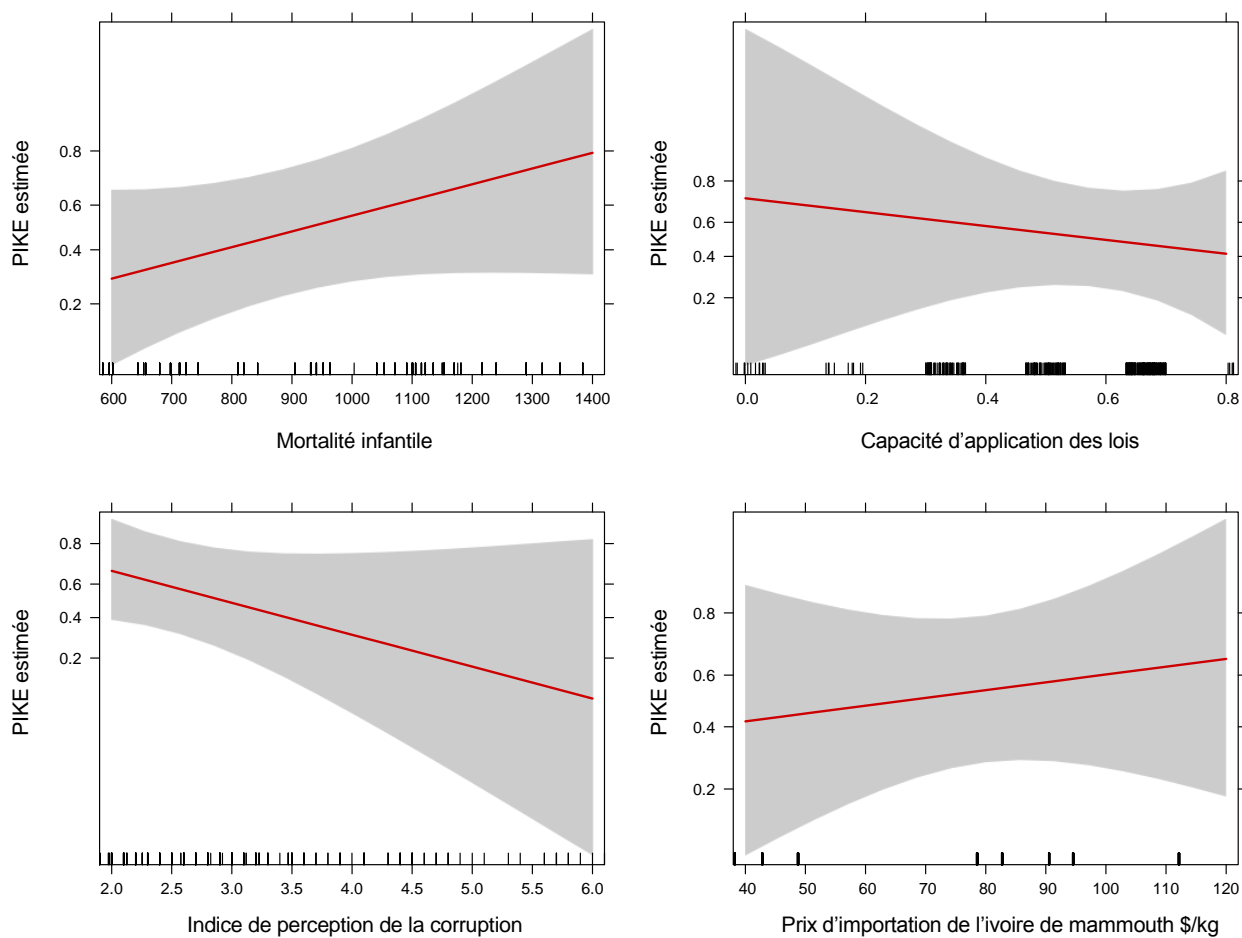 PIKE estimée
0.8
0.6
0.4
0.2
600 700 800 900 1000 1100 1200 1300 1400
Mortalité infantile
PIKE estimée
0.8
0.6
0.4
0.2
0.0 0.2 0.4 0.6 0.8
Capacité d’application des lois
PIKE estimée
0.8
0.6
0.4
0.2
2.0 2.5 3.0 3.5 4.0 4.5 5.0 5.5 6.0
Indice de perception de la corruption
PIKE estimée
0.8
0.6
0.4
0.2
40 50 60 70 80 90 100 110 120
Prix d’importation de l’ivoire de mammouth $/kg